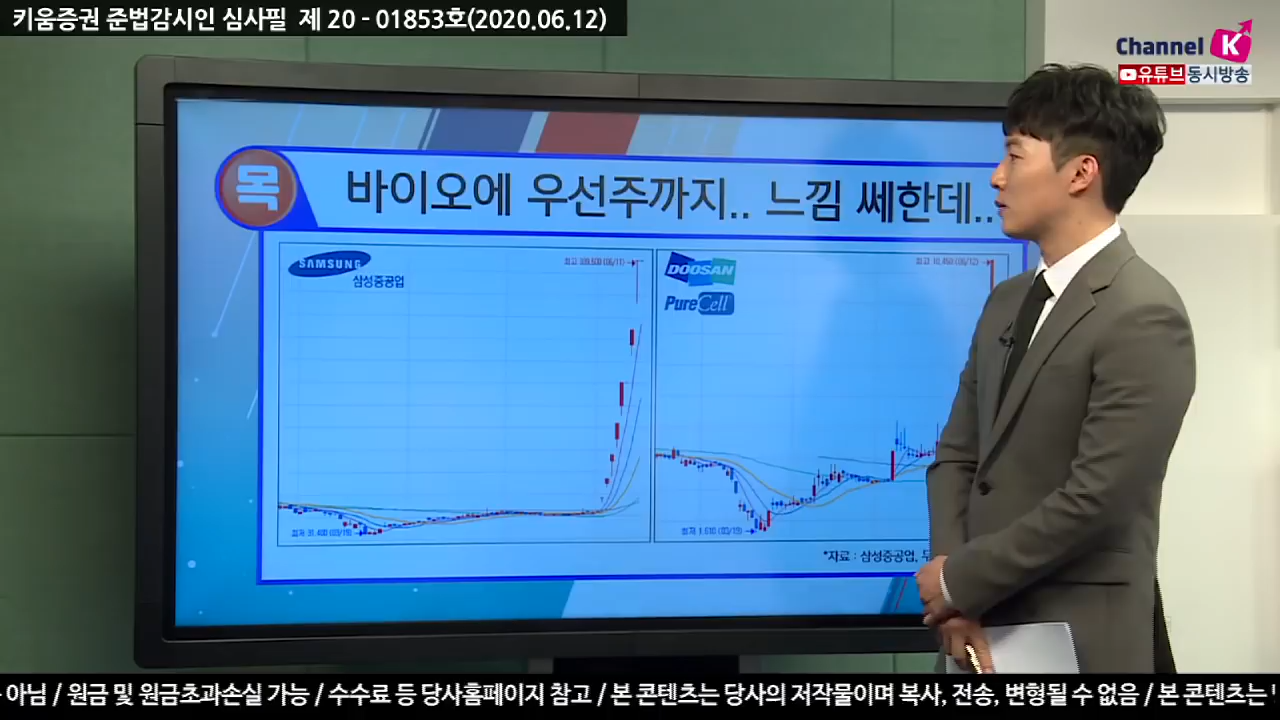 키움증권 준법감시인 심사필 제 20 - 01853호(2020.06.12)
Channel K
유튜브동시방송
목
바이오에 우선주까지.. 느낌 쎄한데..
SAMSUNG
삼성중공업
DOOSAN
PureCell
*자료 : 삼성중공업,
아님 / 원금 및 원금초과손실 가능 / 수수료 등 당사홈페이지 참고 / 본 콘텐츠는 당사의 저작물이며 복사, 전송, 변형될 수 없음 / 본 콘텐츠는